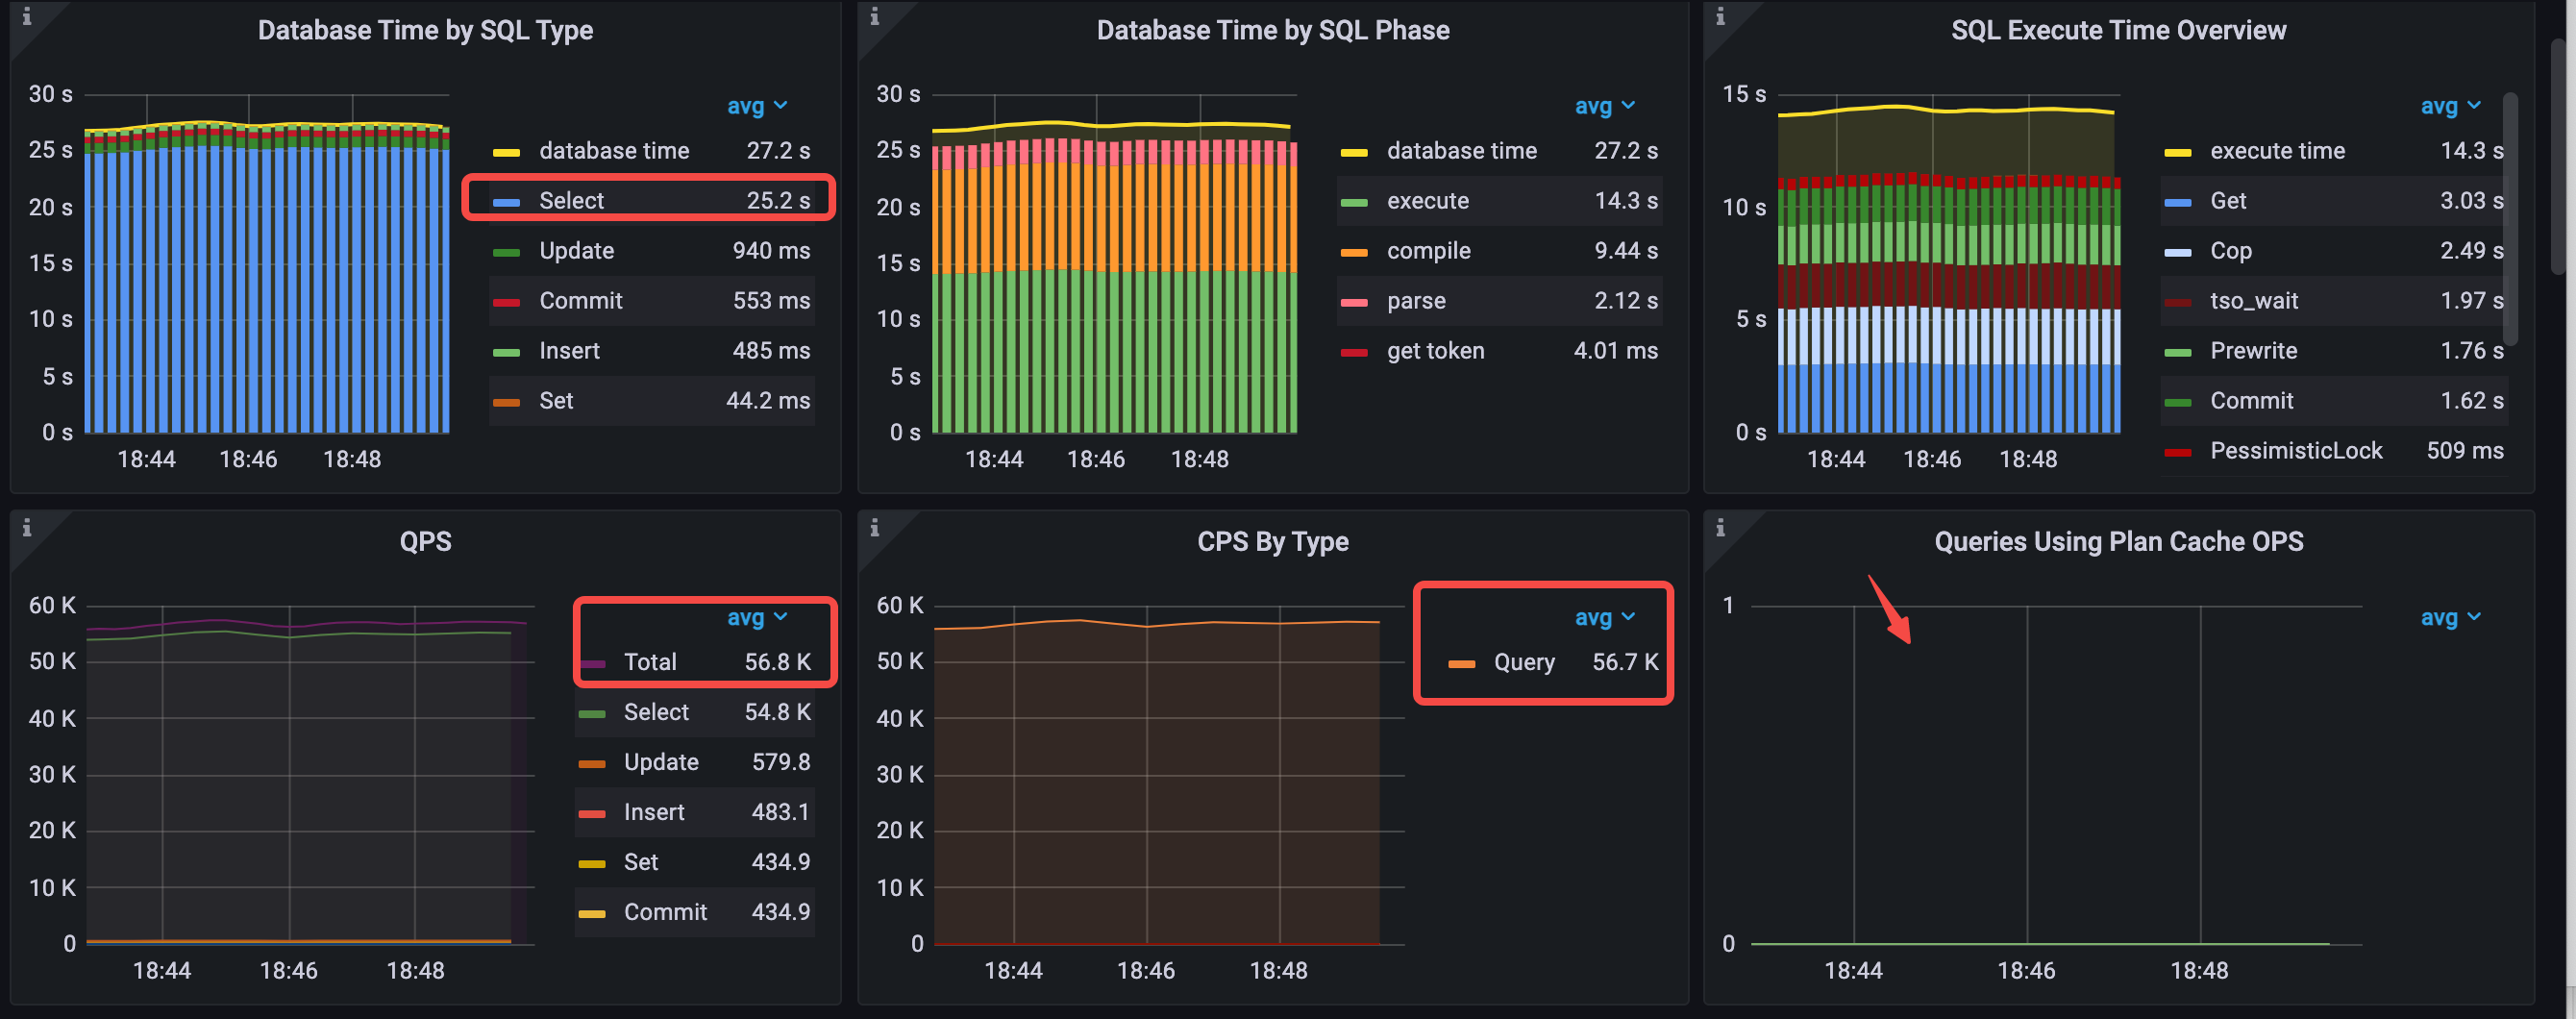 Database Time by SQL Type
30 s
25 s
20 s
15 s
10 s
5 s
0 s
18:44 18:46 18:48
avg
database time 27.2 s
Select 25.2 s
Update 940 ms
Commit 553 ms
Insert 485 ms
Set 44.2 ms
Database Time by SQL Phase
30 s
25 s
20 s
15 s
10 s
5 s
0 s
18:44 18:46 18:48
avg
database time 27.2 s
execute 14.3 s
compile 9.44 s
parse 2.12 s
get token 4.01 ms
SQL Execute Time Overview
15 s
10 s
5 s
0 s
18:44 18:46 18:48
avg
execute time 14.3 s
Get 3.03 s
Cop 2.49 s
tso_wait 1.97 s
Prewrite 1.76 s
Commit 1.62 s
PessimisticLock 509 ms
QPS
60 K
50 K
40 K
30 K
20 K
10 K
0
18:44 18:46 18:48
avg
Total 56.8 K
Select 54.8 K
Update 579.8
Insert 483.1
Set 434.9
Commit 434.9
CPS By Type
60 K
50 K
40 K
30 K
20 K
10 K
0
18:44 18:46 18:48
avg
Query 56.7 K
Queries Using Plan Cache OPS
1
0
18:44 18:46 18:48
avg